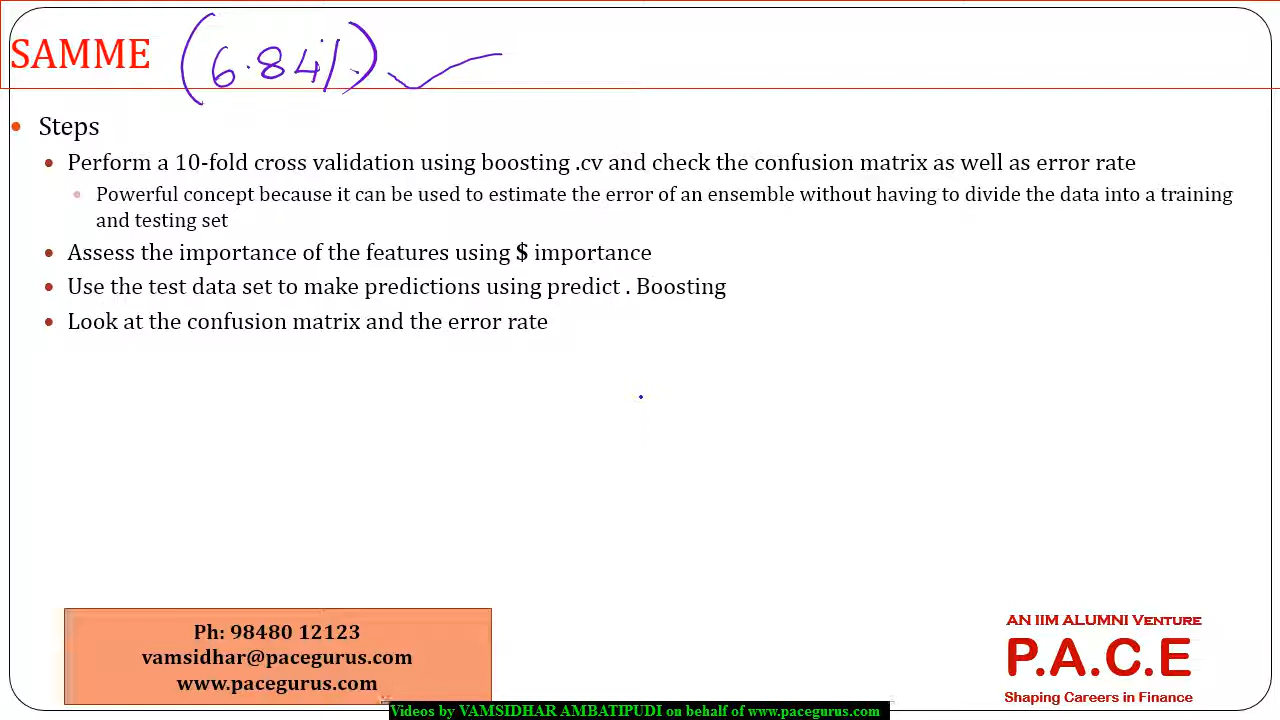 SAMME (6.84%)
Steps
Perform a 10-fold cross validation using boosting .cv and check the confusion matrix as well as error rate
Powerful concept because it can be used to estimate the error of an ensemble without having to divide the data into a training
and testing set
Assess the importance of the features using $ importance
Use the test data set to make predictions using predict . Boosting
Look at the confusion matrix and the error rate
Ph: 98480 12123
vamsidhar@pacegurus.com
www.pacegurus.com
AN IIM ALUMNI VENTURE
P.A.C.E
Shaping Careers in Finance
Videos by VAMSIDHAR AMBATIPUDI on behalf of www.pacegurus.com